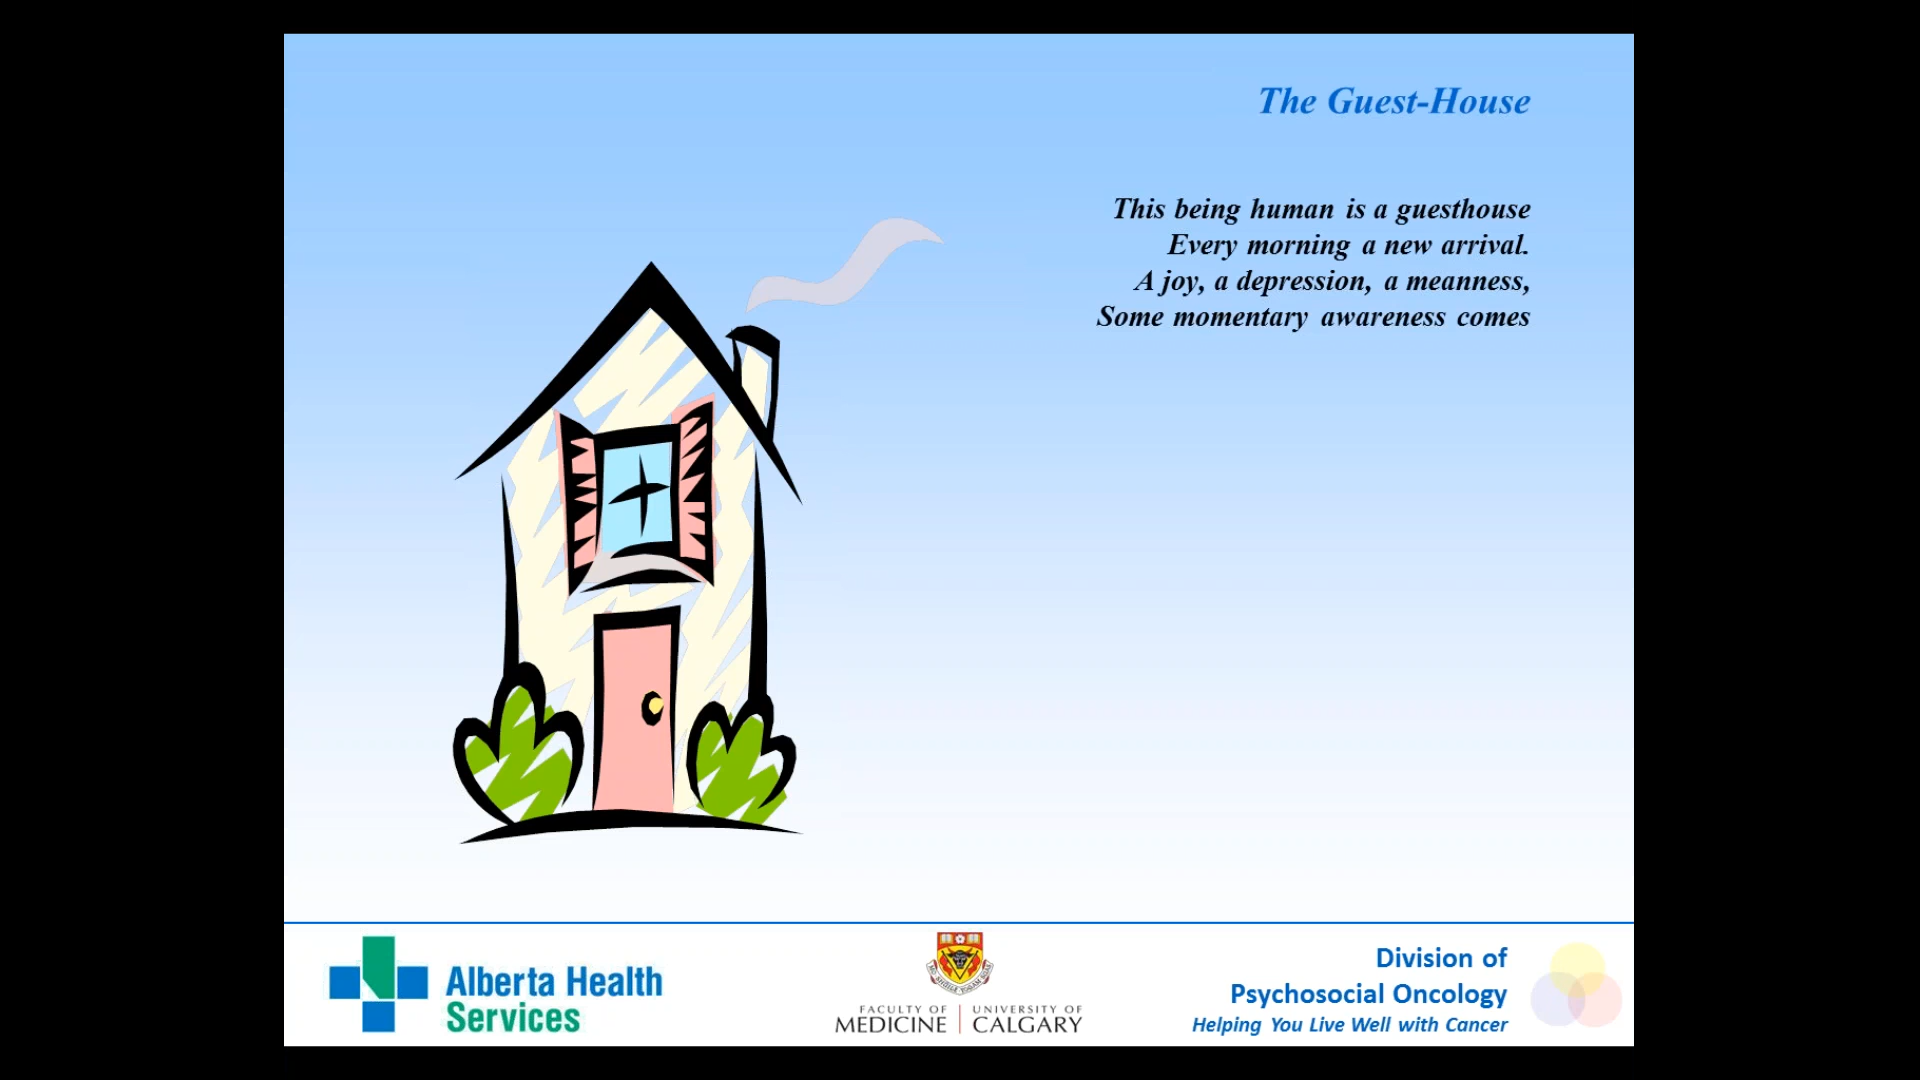 The Guest-House
This being human is a guesthouse
Every morning a new arrival.
A joy, a depression, a meanness,
Some momentary awareness comes
Alberta Health
Services
FACULTY OF
MEDICINE
UNIVERSITY OF
CALGARY
Division of
Psychosocial Oncology
Helping You Live Well with Cancer